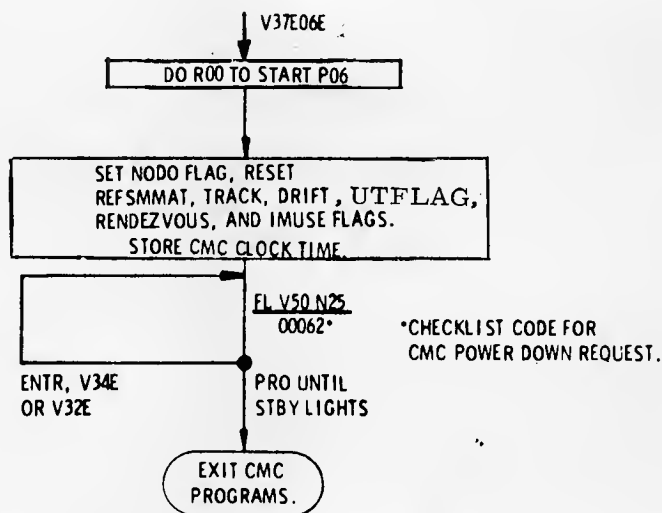 V37E06E
DO R00 TO START P06
SET NODO FLAG, RESET
REFSMMAT, TRACK, DRIFT, UTFLAG,
RENDEZVOUS, AND IMUSE FLAGS.
STORE CMC CLOCK TIME.
FL V50 N25
00062*
*CHECKLIST CODE FOR
CMC POWER DOWN REQUEST.
ENTR, V34E
OR V32E
PRO UNTIL
STBY LIGHTS
EXIT CMC
PROGRAMS.